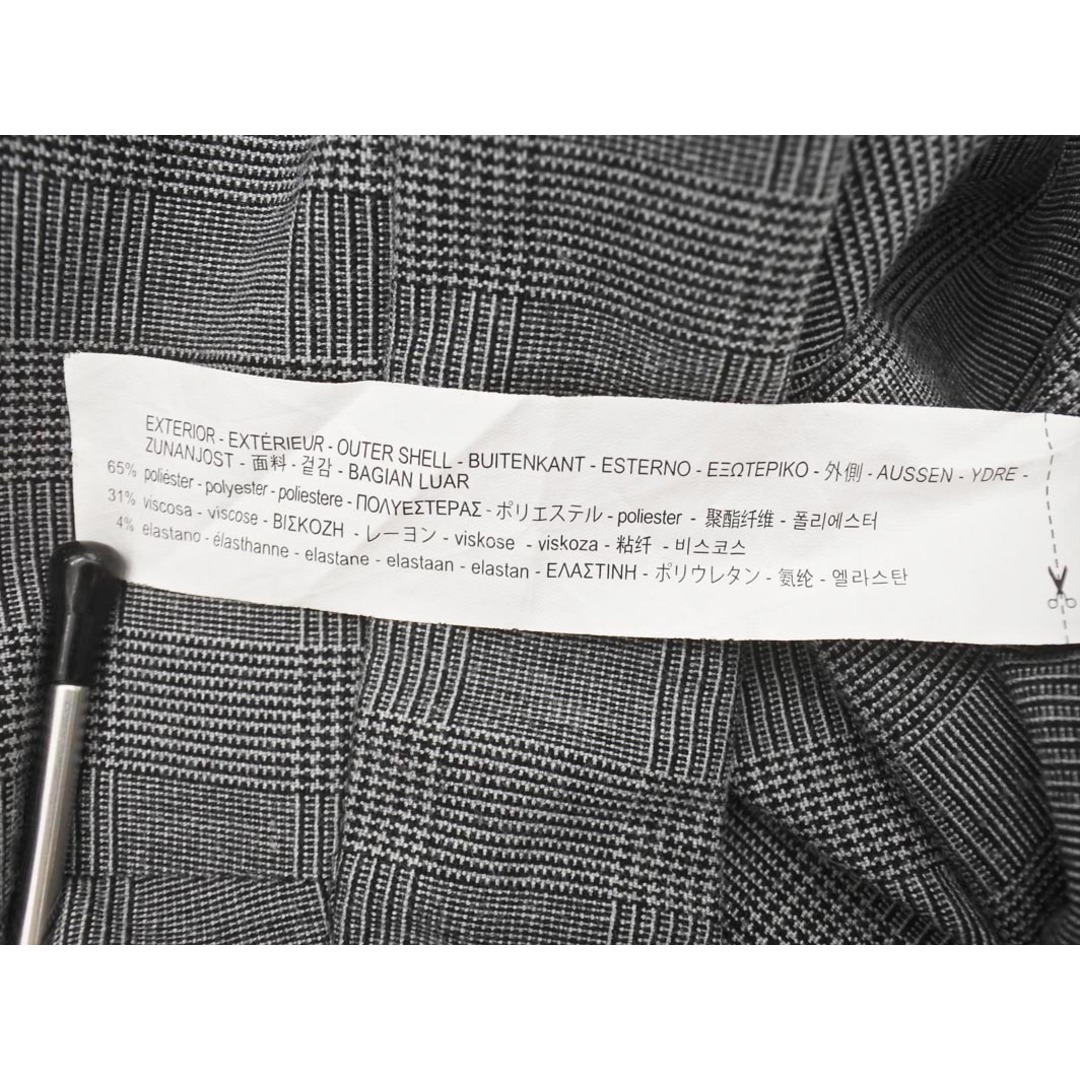 EXTERIOR - EXTÉRIEUR - OUTER SHELL - BUITENKANT - ESTERNO - ΕΞΩΤΕΡΙΚΟ - 外側 - AUSSEN - YDRE -
ZUNANJOST - 面料 - 겉감 - BAGIAN LUAR
65% poliéster - polyester - poliestere - ΠΟΛΥΕΣΤΕΡΑΣ - ポリエステル - poliester - 聚酯纤维 - 폴리에스터
31% viscosa - viscose - ΒΙΣΚΟΖΗ - レーヨン - viskose - viskoza - 粘纤 - 비스코스
4% elastano - élasthanne - elastane - elastaan - elastan - ΕΛΑΣΤΙΝΗ - ポリウレタン - 氨纶 - 엘라스탄